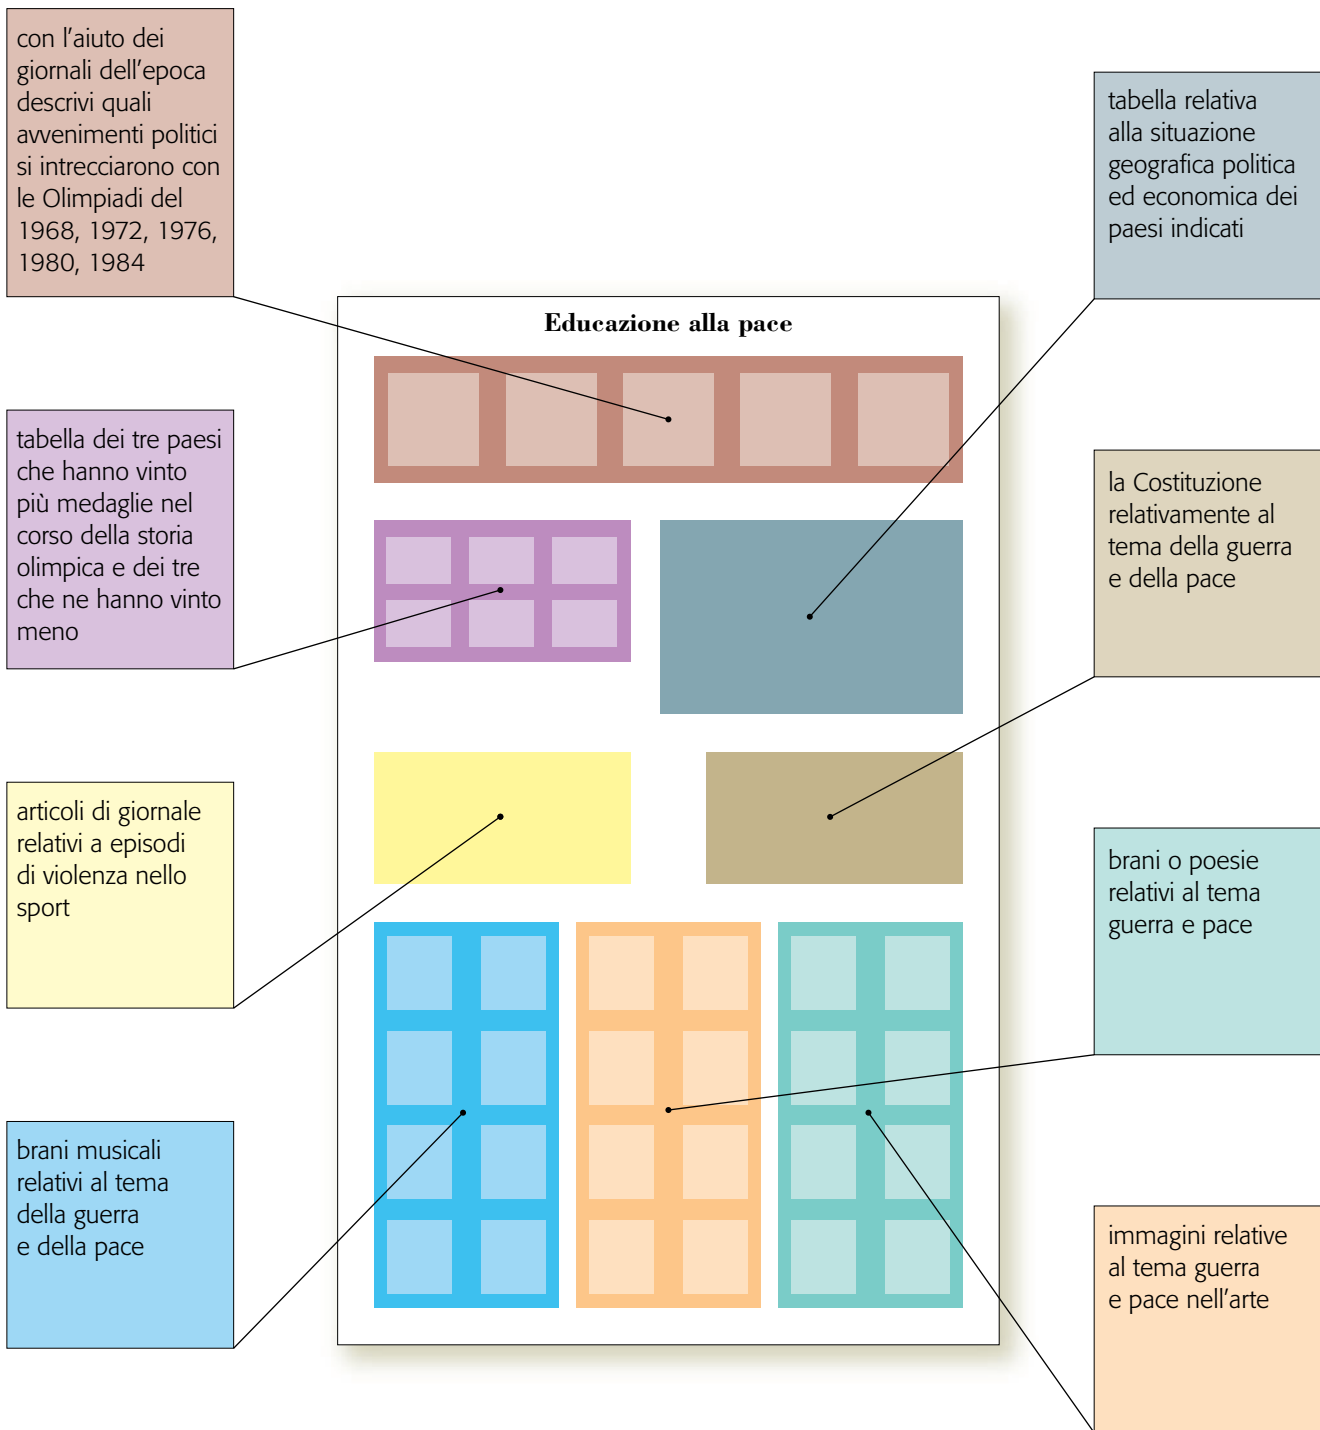 con l'aiuto dei
giornali dell'epoca
descrivi quali
avvenimenti politici
si intrecciarono con
le Olimpiadi del
1968, 1972, 1976,
1980, 1984
tabella relativa
alla situazione
geografica politica
ed economica dei
paesi indicati
Educazione alla pace
tabella dei tre paesi
che hanno vinto
più medaglie nel
corso della storia
olimpica e dei tre
che ne hanno vinto
meno
la Costituzione
relativamente al
tema della guerra
e della pace
articoli di giornale
relativi a episodi
di violenza nello
sport
brani o poesie
relativi al tema
guerra e pace
brani musicali
relativi al tema
della guerra
e della pace
immagini relative
al tema guerra
e pace nell'arte